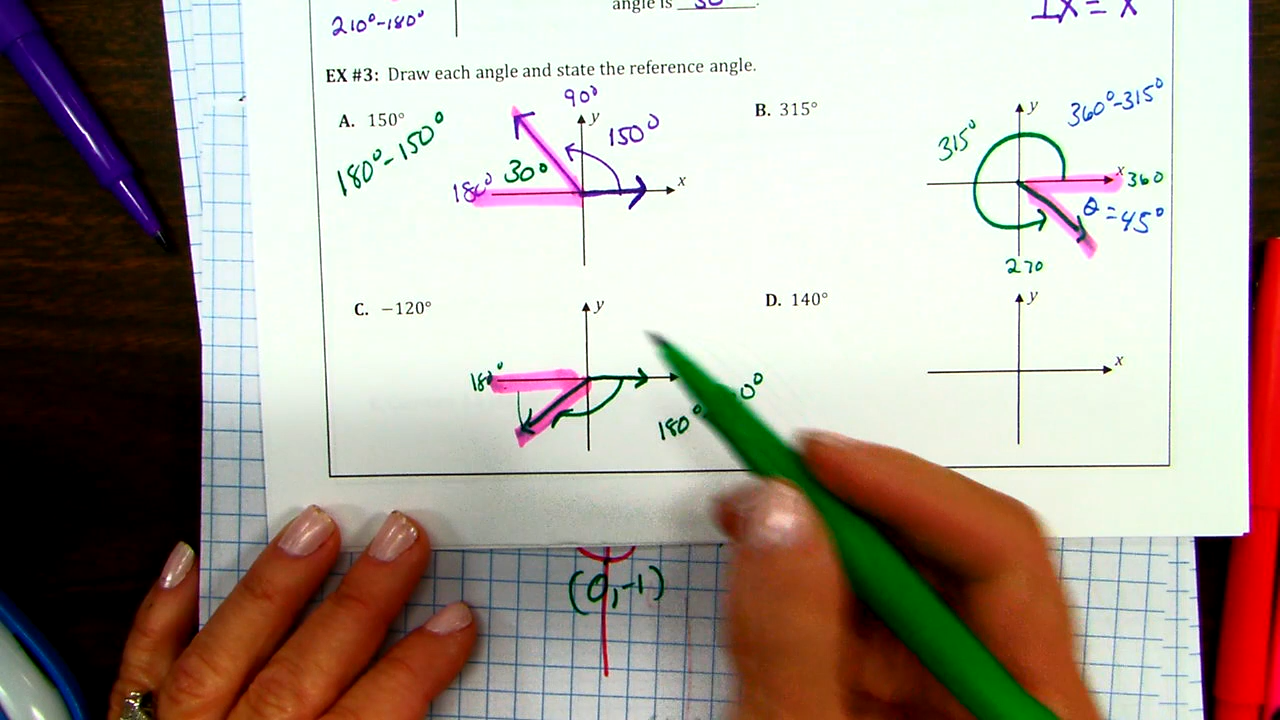 210°-180°
angle is 30°.
1x = x
EX #3: Draw each angle and state the reference angle.
A. 150°
180°-150°
90°
y
150°
180°
30°
x
B. 315°
315°
y
360°-315°
x
360
θ = 45°
270
C. −120°
y
180°
180°
D. 140°
y
x
(0,-1)